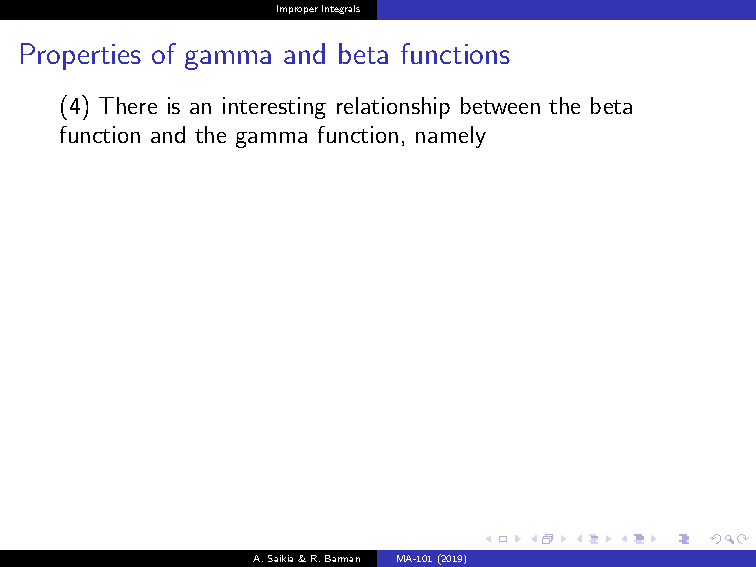 Improper Integrals
Properties of gamma and beta functions
(4) There is an interesting relationship between the beta
function and the gamma function, namely
A. Saikia & R. Barman MA-101 (2019)